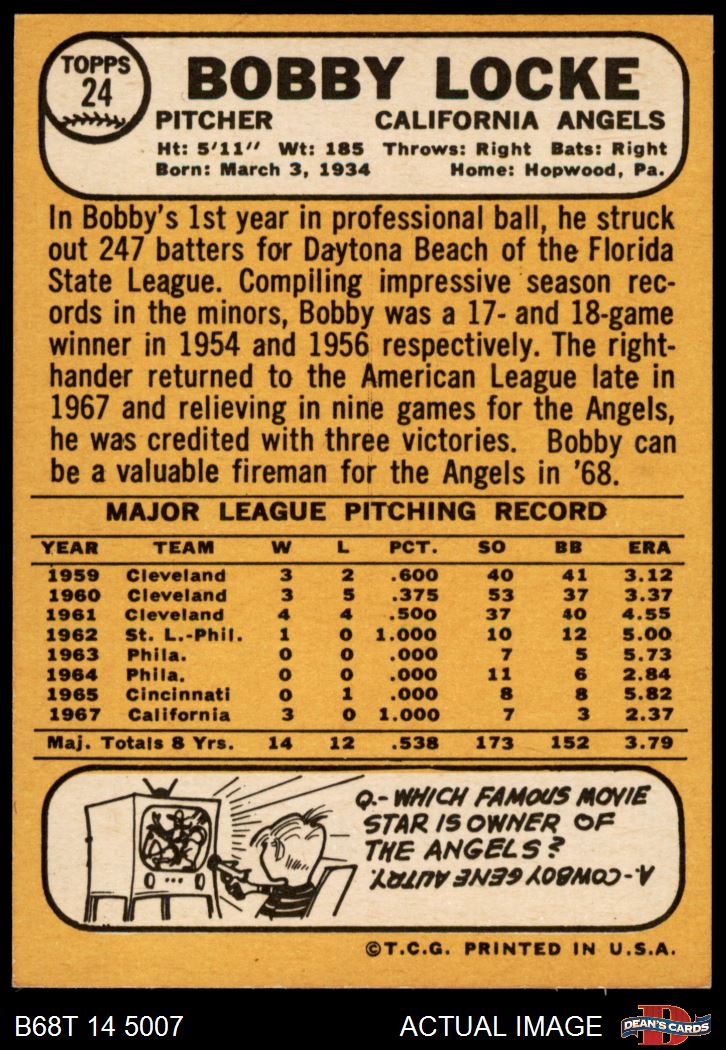 TOPPS
24
BOBBY LOCKE
PITCHER CALIFORNIA ANGELS
Ht: 5'11" Wt: 185 Throws: Right Bats: Right
Born: March 3, 1934 Home: Hopwood, Pa.
In Bobby's 1st year in professional ball, he struck
out 247 batters for Daytona Beach of the Florida
State League. Compiling impressive season rec-
ords in the minors, Bobby was a 17- and 18-game
winner in 1954 and 1956 respectively. The right-
hander returned to the American League late in
1967 and relieving in nine games for the Angels,
he was credited with three victories. Bobby can
be a valuable fireman for the Angels in '68.
MAJOR LEAGUE PITCHING RECORD
YEAR TEAM W L PCT. SO BB ERA
1959 Cleveland 3 2 .600 40 41 3.12
1960 Cleveland 3 5 .375 53 37 3.37
1961 Cleveland 4 4 .500 37 40 4.55
1962 St. L.-Phil. 1 0 1.000 10 12 5.00
1963 Phila. 0 0 .000 7 5 5.73
1964 Phila. 0 0 .000 11 6 2.84
1965 Cincinnati 0 1 .000 8 8 5.82
1967 California 3 0 1.000 7 3 2.37
Maj. Totals 8 Yrs. 14 12 .538 173 152 3.79
Q.- WHICH FAMOUS MOVIE
STAR IS OWNER OF
THE ANGELS?
A- COWBOY GENE AUTRY.
©T.C.G. PRINTED IN U.S.A.
B68T 14 5007 ACTUAL IMAGE
D
DEAN'S CARDS